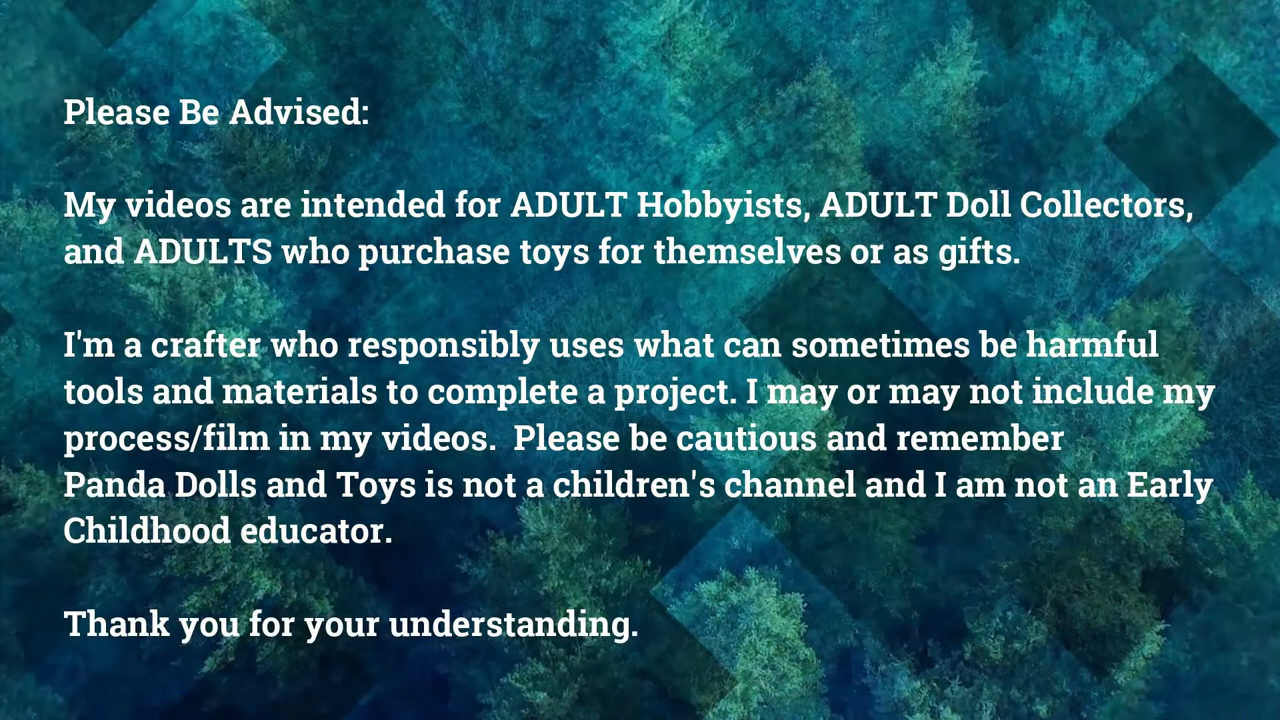 Please Be Advised:
My videos are intended for ADULT Hobbyists, ADULT Doll Collectors,
and ADULTS who purchase toys for themselves or as gifts.
I'm a crafter who responsibly uses what can sometimes be harmful
tools and materials to complete a project. I may or may not include my
process/film in my videos.  Please be cautious and remember
Panda Dolls and Toys is not a children's channel and I am not an Early
Childhood educator.
Thank you for your understanding.